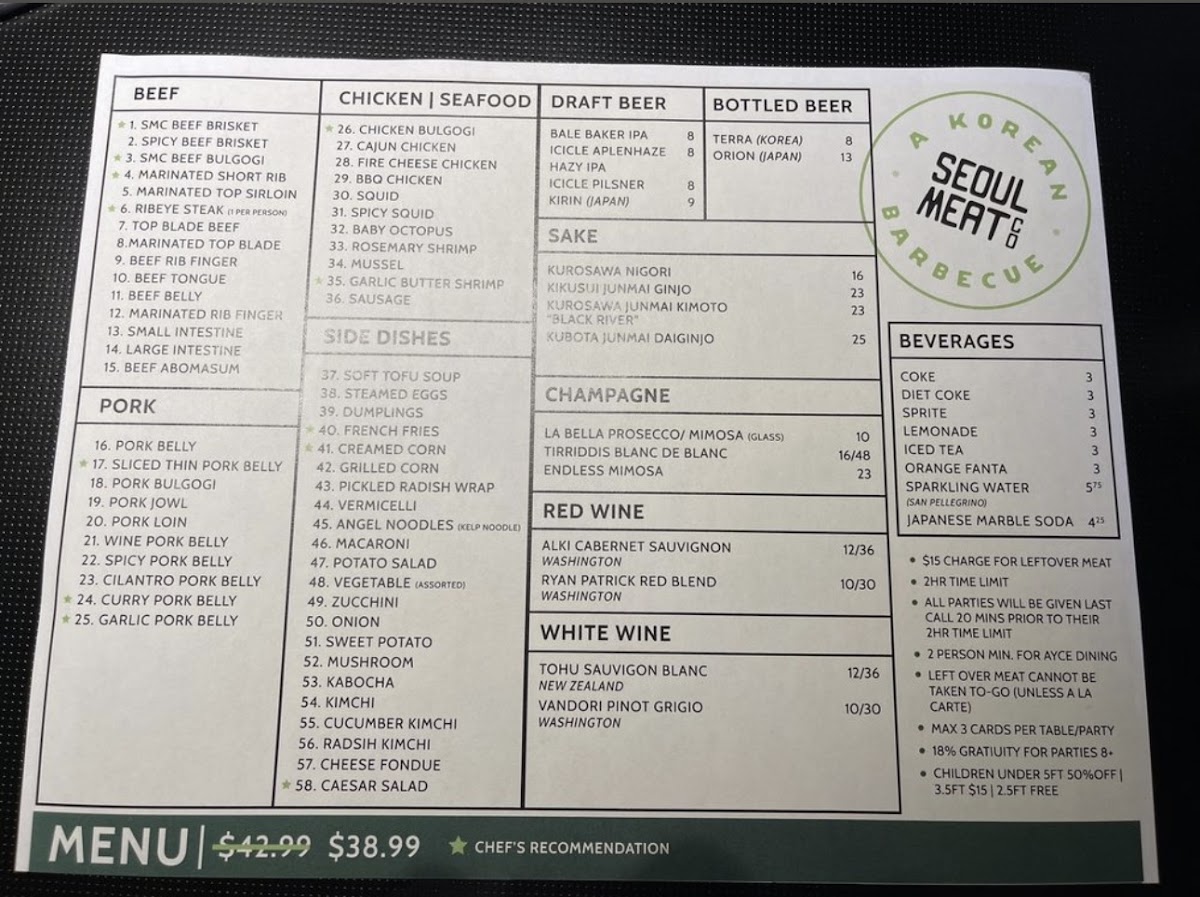 BEEF
★ 1. SMC BEEF BRISKET
2. SPICY BEEF BRISKET
★ 3. SMC BEEF BULGOGI
★ 4. MARINATED SHORT RIB
5. MARINATED TOP SIRLOIN
★ 6. RIBEYE STEAK (1 PER PERSON)
7. TOP BLADE BEEF
8.MARINATED TOP BLADE
9. BEEF RIB FINGER
10. BEEF TONGUE
11. BEEF BELLY
12. MARINATED RIB FINGER
13. SMALL INTESTINE
14. LARGE INTESTINE
15. BEEF ABOMASUM
PORK
16. PORK BELLY
★ 17. SLICED THIN PORK BELLY
18. PORK BULGOGI
19. PORK JOWL
20. PORK LOIN
21. WINE PORK BELLY
22. SPICY PORK BELLY
23. CILANTRO PORK BELLY
★ 24. CURRY PORK BELLY
★ 25. GARLIC PORK BELLY
CHICKEN | SEAFOOD
★ 26. CHICKEN BULGOGI
27. CAJUN CHICKEN
28. FIRE CHEESE CHICKEN
29. BBQ CHICKEN
30. SQUID
31. SPICY SQUID
32. BABY OCTOPUS
33. ROSEMARY SHRIMP
34. MUSSEL
★ 35. GARLIC BUTTER SHRIMP
36. SAUSAGE
SIDE DISHES
37. SOFT TOFU SOUP
38. STEAMED EGGS
39. DUMPLINGS
★ 40. FRENCH FRIES
★ 41. CREAMED CORN
42. GRILLED CORN
43. PICKLED RADISH WRAP
44. VERMICELLI
45. ANGEL NOODLES (KELP NOODLE)
46. MACARONI
47. POTATO SALAD
48. VEGETABLE (ASSORTED)
49. ZUCCHINI
50. ONION
51. SWEET POTATO
52. MUSHROOM
53. KABOCHA
54. KIMCHI
55. CUCUMBER KIMCHI
56. RADSIH KIMCHI
57. CHEESE FONDUE
★ 58. CAESAR SALAD
DRAFT BEER
BALE BAKER IPA 8
ICICLE APLENHAZE 8
HAZY IPA
ICICLE PILSNER 8
KIRIN (JAPAN) 9
BOTTLED BEER
TERRA (KOREA) 8
ORION (JAPAN) 13
SAKE
KUROSAWA NIGORI 16
KIKUSUI JUNMAI GINJO 23
KUROSAWA JUNMAI KIMOTO 23
"BLACK RIVER"
KUBOTA JUNMAI DAIGINJO 25
CHAMPAGNE
LA BELLA PROSECCO/ MIMOSA (GLASS) 10
TIRRIDDIS BLANC DE BLANC 16/48
ENDLESS MIMOSA 23
RED WINE
ALKI CABERNET SAUVIGNON 12/36
WASHINGTON
RYAN PATRICK RED BLEND 10/30
WASHINGTON
WHITE WINE
TOHU SAUVIGON BLANC 12/36
NEW ZEALAND
VANDORI PINOT GRIGIO 10/30
WASHINGTON
A KOREAN
SEOUL
MEAT CO
BARBECUE
BEVERAGES
COKE 3
DIET COKE 3
SPRITE 3
LEMONADE 3
ICED TEA 3
ORANGE FANTA 3
SPARKLING WATER 5⁷⁵
(SAN PELLEGRINO)
JAPANESE MARBLE SODA 4²⁵
• $15 CHARGE FOR LEFTOVER MEAT
• 2HR TIME LIMIT
• ALL PARTIES WILL BE GIVEN LAST
CALL 20 MINS PRIOR TO THEIR
2HR TIME LIMIT
• 2 PERSON MIN. FOR AYCE DINING
• LEFT OVER MEAT CANNOT BE
TAKEN TO-GO (UNLESS A LA
CARTE)
• MAX 3 CARDS PER TABLE/PARTY
• 18% GRATIUITY FOR PARTIES 8+
• CHILDREN UNDER 5FT 50%OFF |
3.5FT $15 | 2.5FT FREE
MENU | $42.99 $38.99 ★ CHEF'S RECOMMENDATION